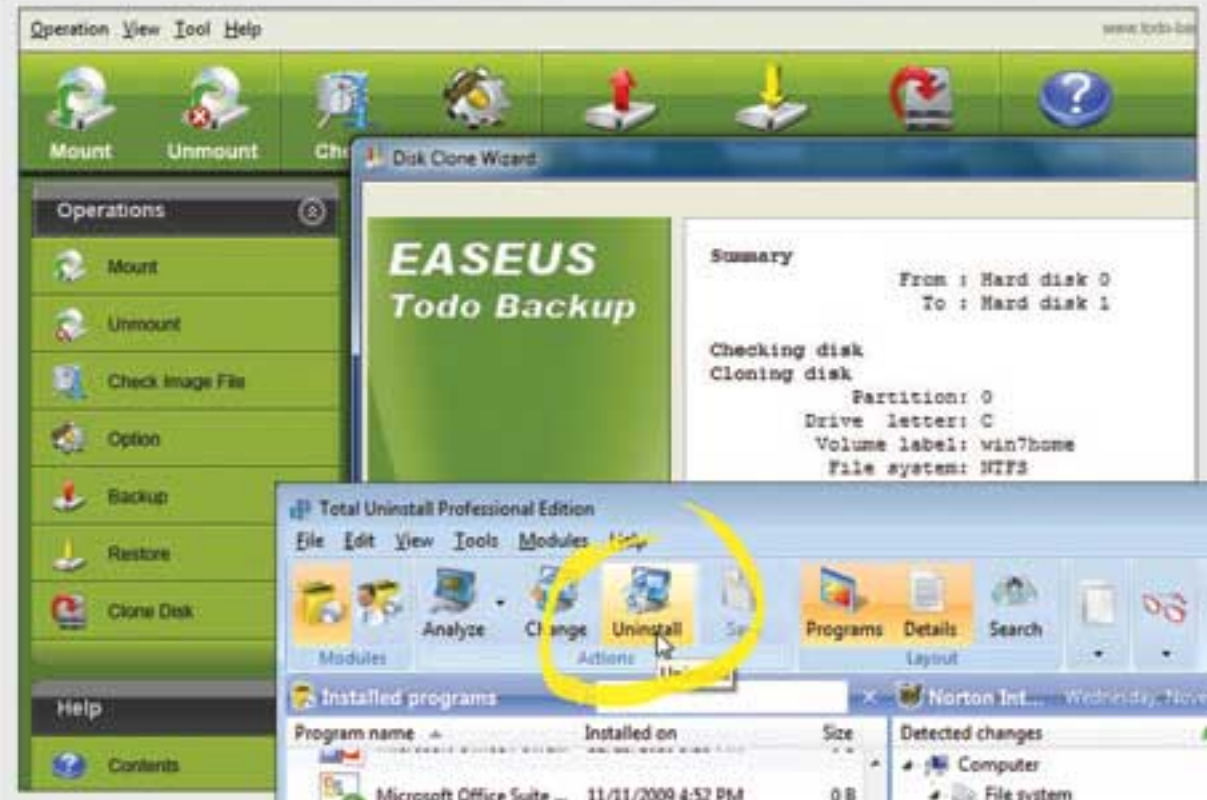 Operation View Tool Help
Mount Unmount
Disk Clone Wizard
Operations
Mount
Unmount
Check Image File
Option
Backup
Restore
Clone Disk
Help
Contents
EASEUS
Todo Backup
Summary
From : Hard disk 0
To : Hard disk 1
Checking disk
Cloning disk
Partition: 0
Drive letter: C
Volume label: win7home
File system: NTFS
Total Uninstall Professional Edition
File Edit View Tools Modules Help
Analyze Change Uninstall Programs Details Search
Modules Actions Layout
Installed programs
Norton Int... Wednesday, Nove
Program name Installed on Size
Detected changes
Computer
Microsoft Office Suite ... 11/11/2009 4:52 PM 0 B
File system